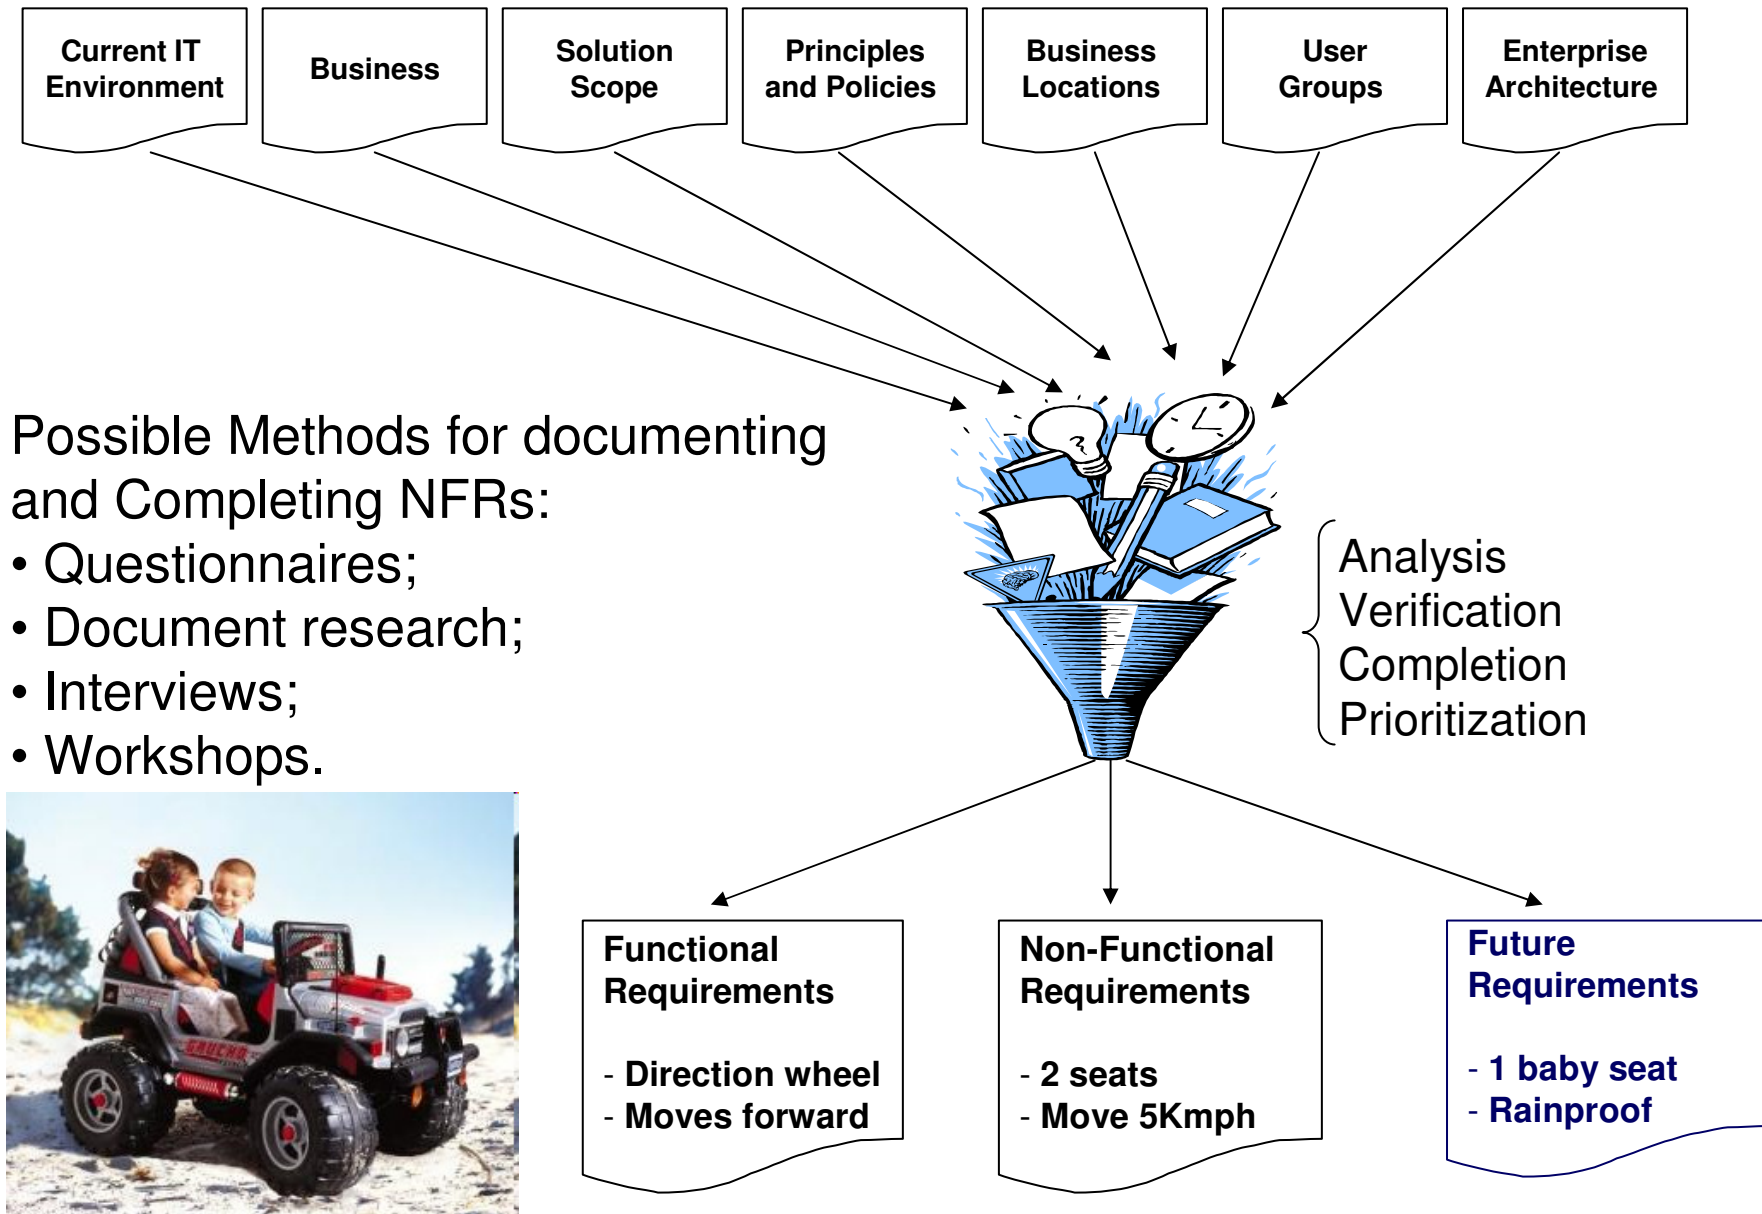 Current IT
Environment
Business
Solution
Scope
Principles
and Policies
Business
Locations
User
Groups
Enterprise
Architecture
Possible Methods for documenting
and Completing NFRs:
• Questionnaires;
• Document research;
• Interviews;
• Workshops.
Analysis
Verification
Completion
Prioritization
GAUCHO
Functional
Requirements
- Direction wheel
- Moves forward
Non-Functional
Requirements
- 2 seats
- Move 5Kmph
Future
Requirements
- 1 baby seat
- Rainproof